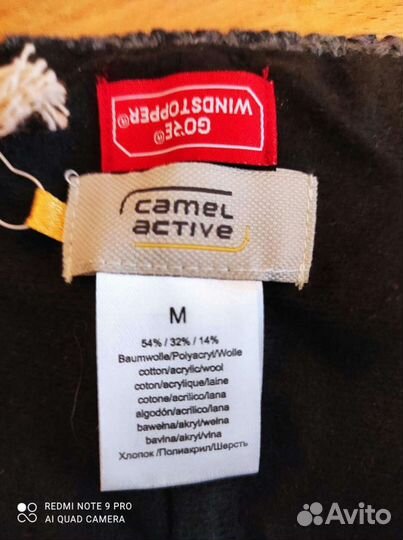 GORE®
WINDSTOPPER®
camel
active
M
54% / 32% / 14%
Baumwolle/Polyacryl/Wolle
cotton/acrylic/wool
coton/acrylique/laine
cotone/acrilico/lana
algodón/acrílico/lana
bawełna/akryl/wełna
bavlna/akryl/vlna
Хлопок /Полиакрил/Шерсть
REDMI NOTE 9 PRO
AI QUAD CAMERA
Avito